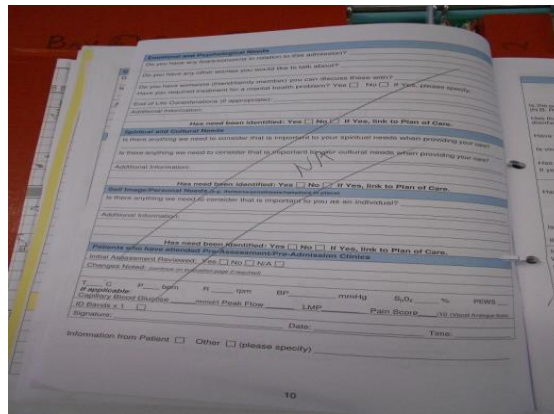 Emotional and Psychological Needs
Do you have any fears/concerns in relation to this admission?
Do you have any other worries you would like to talk about?
Do you have someone (friend/family member) you can discuss these with?
Have you required treatment for a mental health problem? Yes No If Yes, please specify
End of Life Considerations (if appropriate):
Additional Information:
Has need been identified: Yes No If Yes, link to Plan of Care.
Spiritual and Cultural Needs
Is there anything we need to consider that is important to your spiritual needs when providing your care?
Is there anything we need to consider that is important to your cultural needs when providing your care?
N/A
Additional Information:
Has need been identified: Yes No If Yes, link to Plan of Care.
Self Image/Personal Needs
Is there anything we need to consider that is important to you as an individual?
Additional Information:
Has need been identified: Yes No If Yes, link to Plan of Care.
Patients who have attended Pre-Assessment/Pre-Admission Clinics
Initial Assessment Reviewed: Yes No N/A
Changes Noted:
T C P bpm R rpm BP mmHg % PEWS
If applicable:
Capillary Blood Glucose mmol/l Peak Flow LMP Pain Score /10
ID Bands x 1
Signature: Date: Time:
Information from Patient Other (please specify)
10